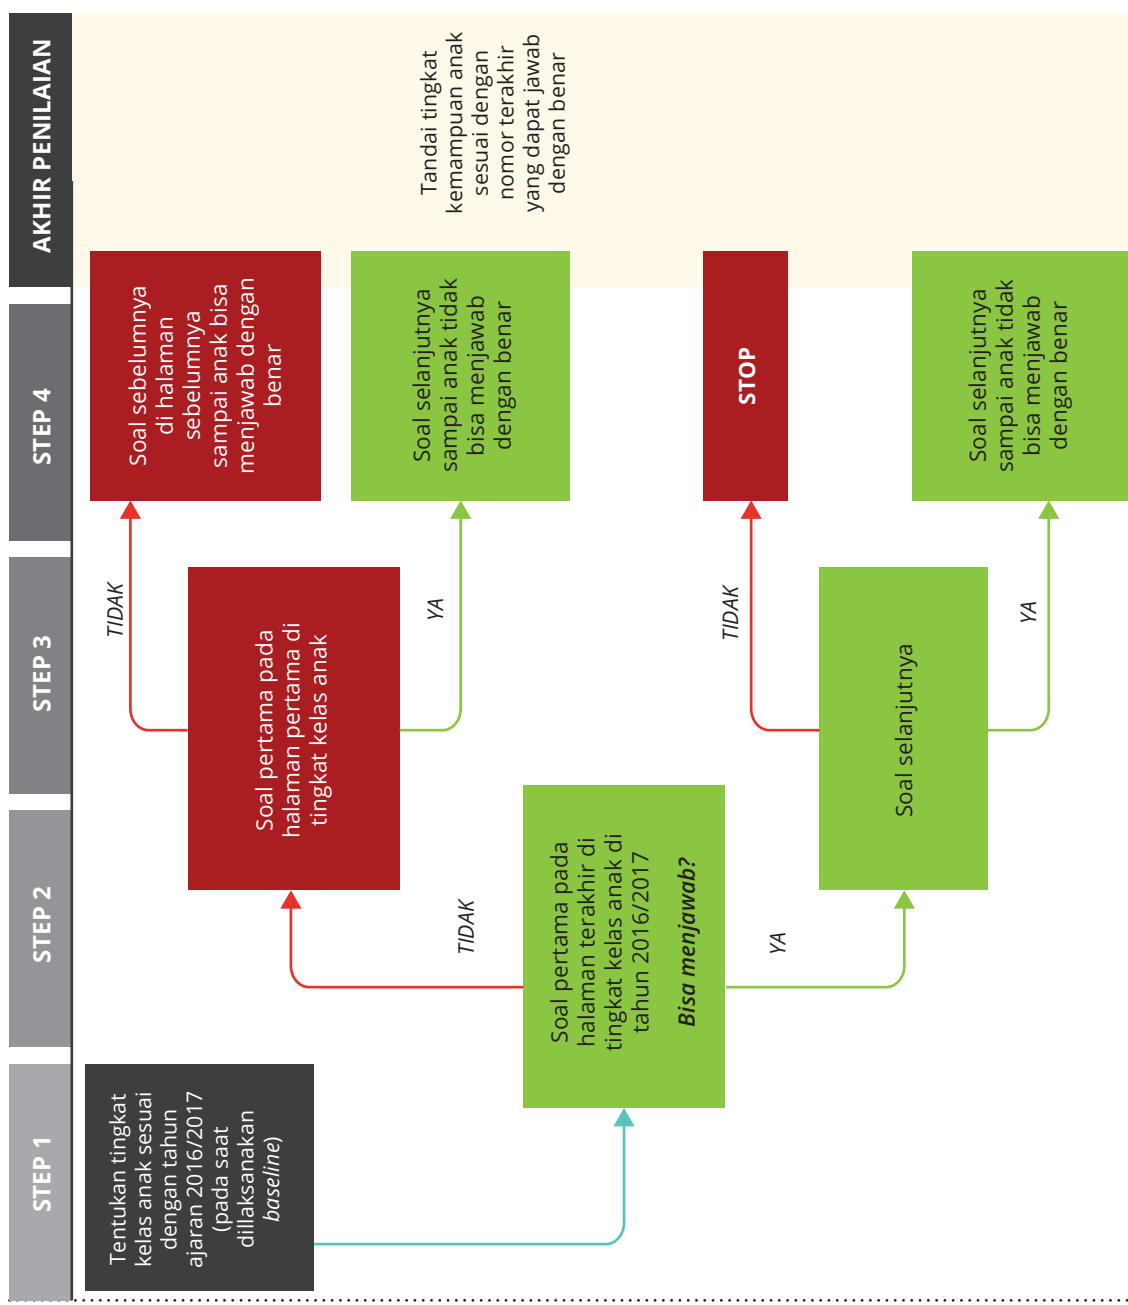 STEP 1
STEP 2
STEP 3
STEP 4
AKHIR PENILAIAN
Tentukan tingkat
kelas anak sesuai
dengan tahun
ajaran 2016/2017
(pada saat
dillaksanakan
baseline)
Soal pertama pada
halaman terakhir di
tingkat kelas anak di
tahun 2016/2017
Bisa menjawab?
TIDAK
YA
Soal pertama pada
halaman pertama di
tingkat kelas anak
TIDAK
YA
Soal selanjutnya
TIDAK
YA
Soal sebelumnya
di halaman
sebelumnya
sampai anak bisa
menjawab dengan
benar
Soal selanjutnya
sampai anak tidak
bisa menjawab
dengan benar
STOP
Soal selanjutnya
sampai anak tidak
bisa menjawab
dengan benar
Tandai tingkat
kemampuan anak
sesuai dengan
nomor terakhir
yang dapat jawab
dengan benar